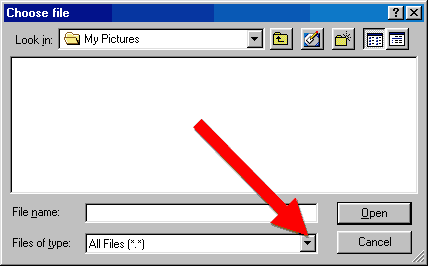 Choose file
Look in: My Pictures
File name: Open
Files of type: All Files (*.*) Cancel